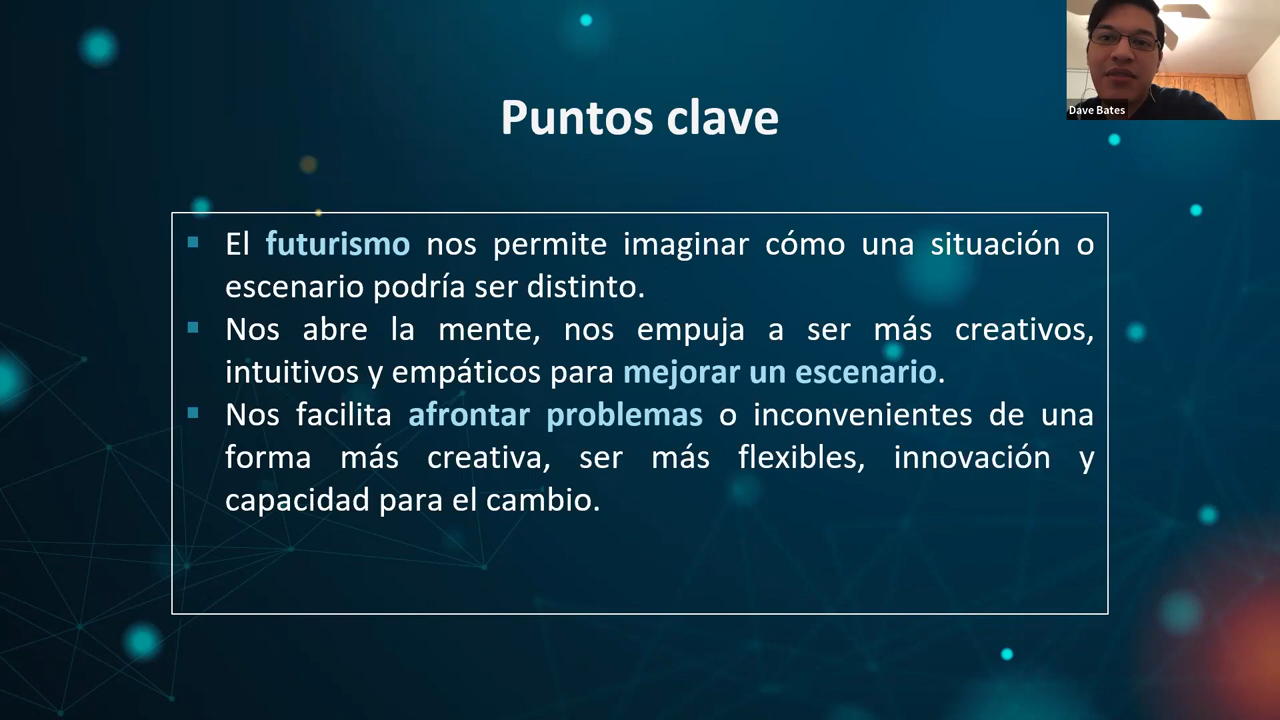 Puntos clave
Dave Bates
El futurismo nos permite imaginar cómo una situación o
escenario podría ser distinto.
Nos abre la mente, nos empuja a ser más creativos,
intuitivos y empáticos para mejorar un escenario.
Nos facilita afrontar problemas o inconvenientes de una
forma más creativa, ser más flexibles, innovación y
capacidad para el cambio.